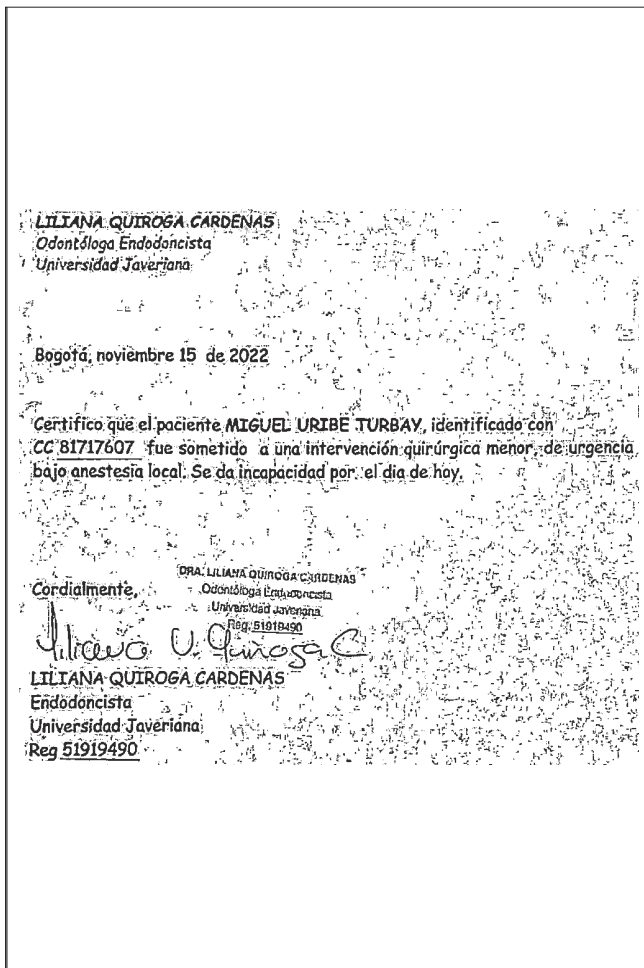 LILIANA QUIROGA CARDENAS
Odontóloga Endodoncista
Universidad Javeriana
Bogotá, noviembre 15 de 2022
Certifico que el paciente MIGUEL URIBE TURBAY, identificado con
CC 81717607 fue sometido a una intervención quirúrgica menor, de urgencia
bajo anestesia local. Se da incapacidad por el dia de hoy.
DRA. LILIANA QUIROGA CARDENAS
Odontóloga Endodoncista
Universidad Javeriana
Reg. 51919490
Cordialmente,
Liliana V. Quiroga C
LILIANA QUIROGA CARDENAS
Endodoncista
Universidad Javeriana
Reg 51919490